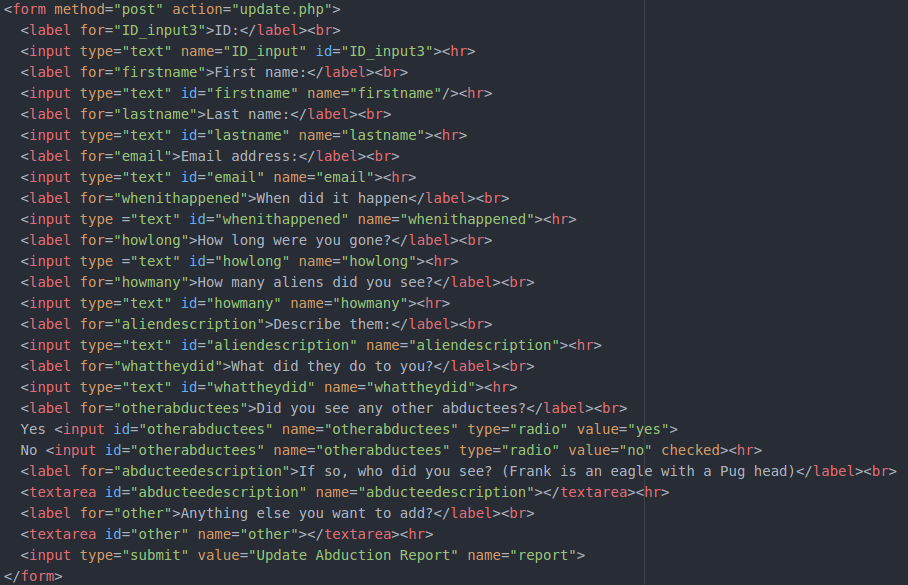 <form method="post" action="update.php">
  <label for="ID_input3">ID:</label><br>
  <input type="text" name="ID_input" id="ID_input3"><hr>
  <label for="firstname">First name:</label><br>
  <input type="text" id="firstname" name="firstname"/><hr>
  <label for="lastname">Last name:</label><br>
  <input type="text" id="lastname" name="lastname"><hr>
  <label for="email">Email address:</label><br>
  <input type="text" id="email" name="email"><hr>
  <label for="whenithappened">When did it happen</label><br>
  <input type ="text" id="whenithappened" name="whenithappened"><hr>
  <label for="howlong">How long were you gone?</label><br>
  <input type ="text" id="howlong" name="howlong"><hr>
  <label for="howmany">How many aliens did you see?</label><br>
  <input type="text" id="howmany" name="howmany"><hr>
  <label for="aliendescription">Describe them:</label><br>
  <input type="text" id="aliendescription" name="aliendescription"><hr>
  <label for="whattheydid">What did they do to you?</label><br>
  <input type="text" id="whattheydid" name="whattheydid"><hr>
  <label for="otherabductees">Did you see any other abductees?</label><br>
  Yes <input id="otherabductees" name="otherabductees" type="radio" value="yes">
  No <input id="otherabductees" name="otherabductees" type="radio" value="no" checked><hr>
  <label for="abducteedescription">If so, who did you see? (Frank is an eagle with a Pug head)</label><br>
  <textarea id="abducteedescription" name="abducteedescription"></textarea><hr>
  <label for="other">Anything else you want to add?</label><br>
  <textarea id="other" name="other"></textarea><hr>
  <input type="submit" value="Update Abduction Report" name="report">
</form>